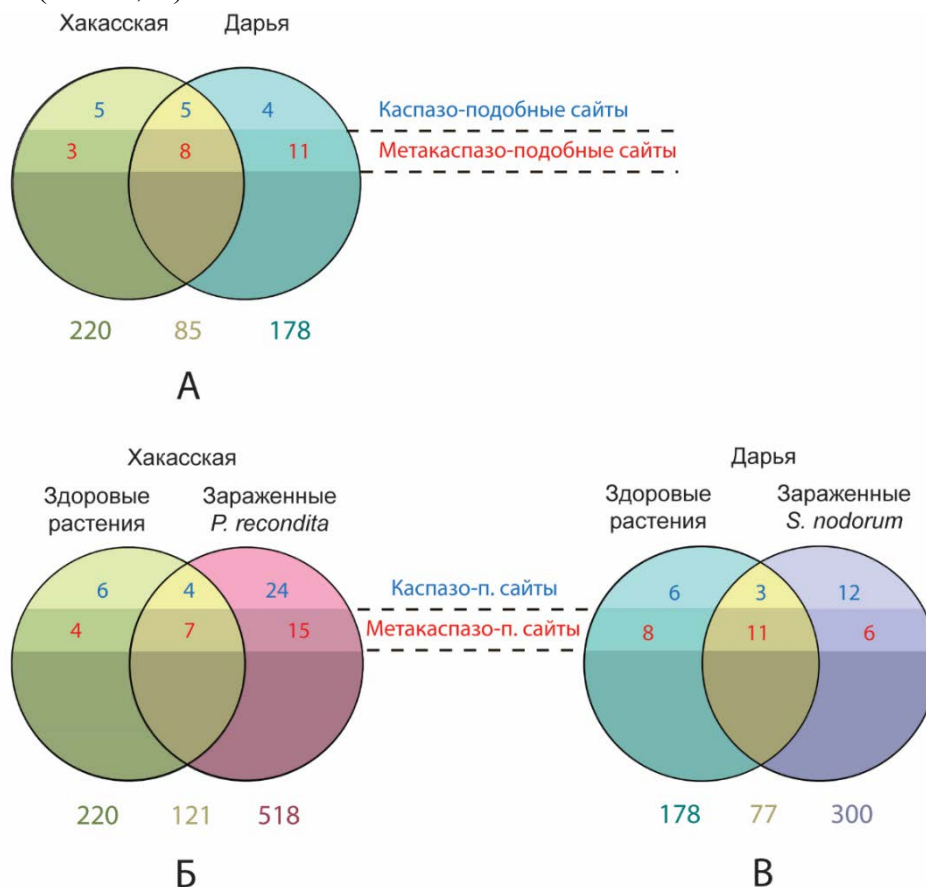 Хакасская Дарья
5 5 4 Каспазо-подобные сайты
3 8 11 Метакаспазо-подобные сайты
220 85 178
А
Хакасская Дарья
Здоровые Зараженные Здоровые Зараженные
растения P. recondita растения S. nodorum
6 4 24 Каспазо-п. сайты 6 3 12
4 7 15 Метакаспазо-п. сайты 8 11 6
220 121 518 178 77 300
Б В